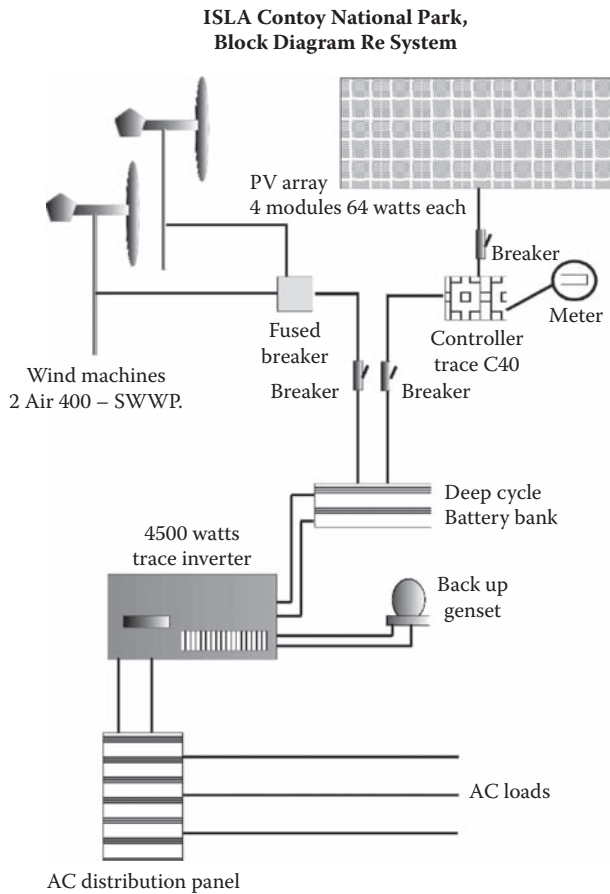 ISLA Contoy National Park,
Block Diagram Re System
PV array
4 modules 64 watts each
Breaker
Meter
Fused
breaker
Controller
trace C40
Wind machines
2 Air 400 – SWWP.
Breaker
Breaker
Deep cycle
Battery bank
4500 watts
trace inverter
Back up
genset
AC loads
AC distribution panel